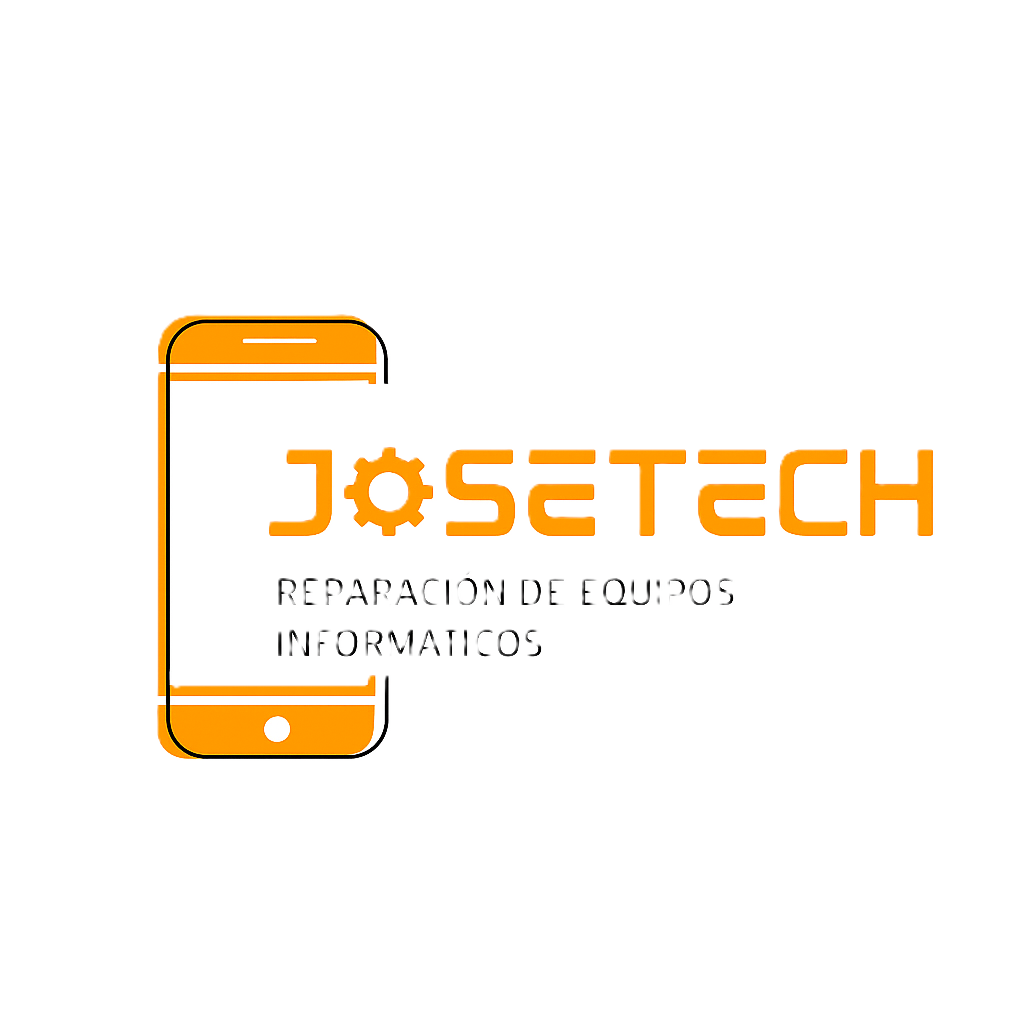 JOSETECH
REPARACIÓN DE EQUIPOS
INFORMATICOS